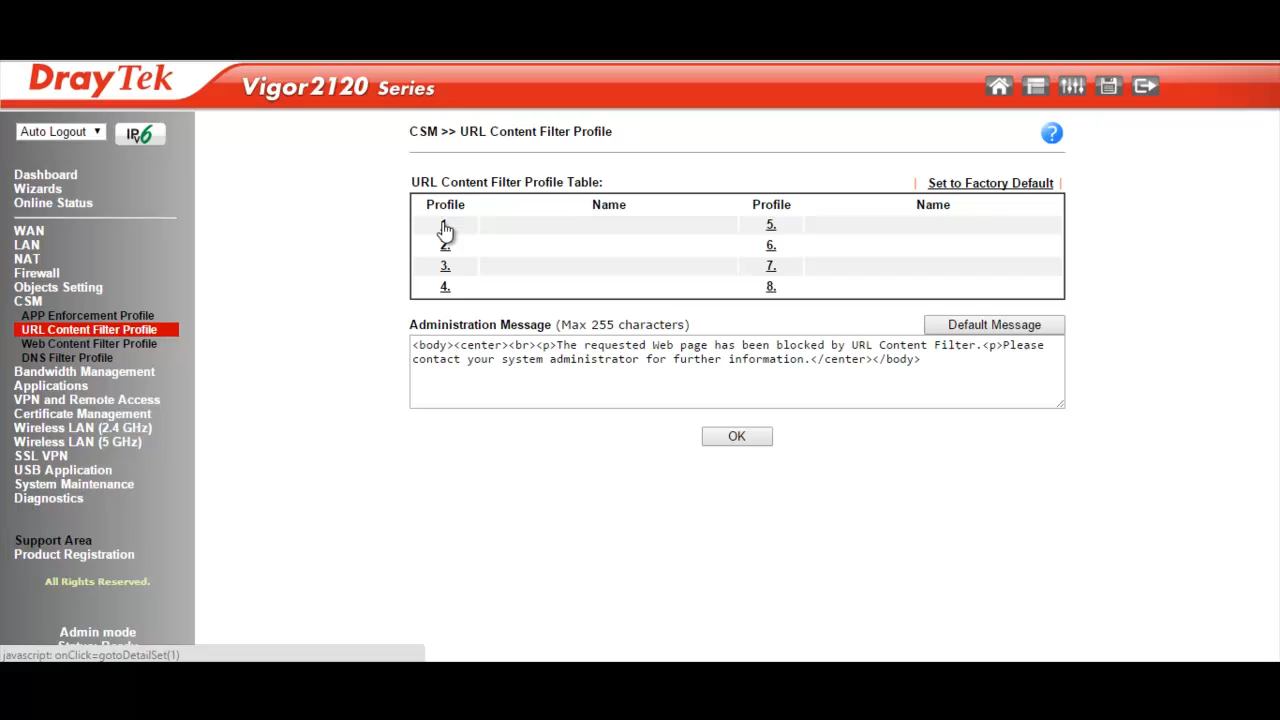 DrayTek
Vigor2120 Series
Auto Logout
IPv6
Dashboard
Wizards
Online Status
WAN
LAN
NAT
Firewall
Objects Setting
CSM
APP Enforcement Profile
URL Content Filter Profile
Web Content Filter Profile
DNS Filter Profile
Bandwidth Management
Applications
VPN and Remote Access
Certificate Management
Wireless LAN (2.4 GHz)
Wireless LAN (5 GHz)
SSL VPN
USB Application
System Maintenance
Diagnostics
Support Area
Product Registration
All Rights Reserved.
Admin mode
Status: Ready
javascript: onClick=gotoDetailSet(1)
CSM >> URL Content Filter Profile
?
URL Content Filter Profile Table:
| Set to Factory Default |
Profile Name Profile Name
1. 5.
2. 6.
3. 7.
4. 8.
Administration Message (Max 255 characters) Default Message
<body><center><br><p>The requested Web page has been blocked by URL Content Filter.<p>Please
contact your system administrator for further information.</center></body>
OK